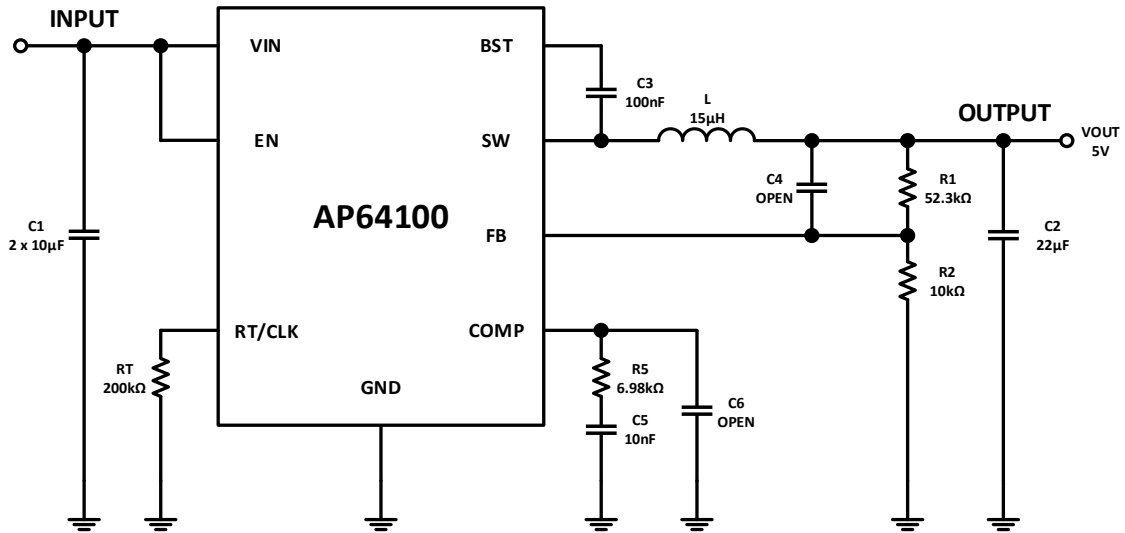 INPUT
VIN
BST
C3
100nF
L
15µH
OUTPUT
VOUT
5V
EN
SW
C4
OPEN
R1
52.3kΩ
AP64100
C1
2 x 10µF
FB
C2
22µF
R2
10kΩ
RT/CLK
COMP
RT
200kΩ
GND
R5
6.98kΩ
C6
OPEN
C5
10nF